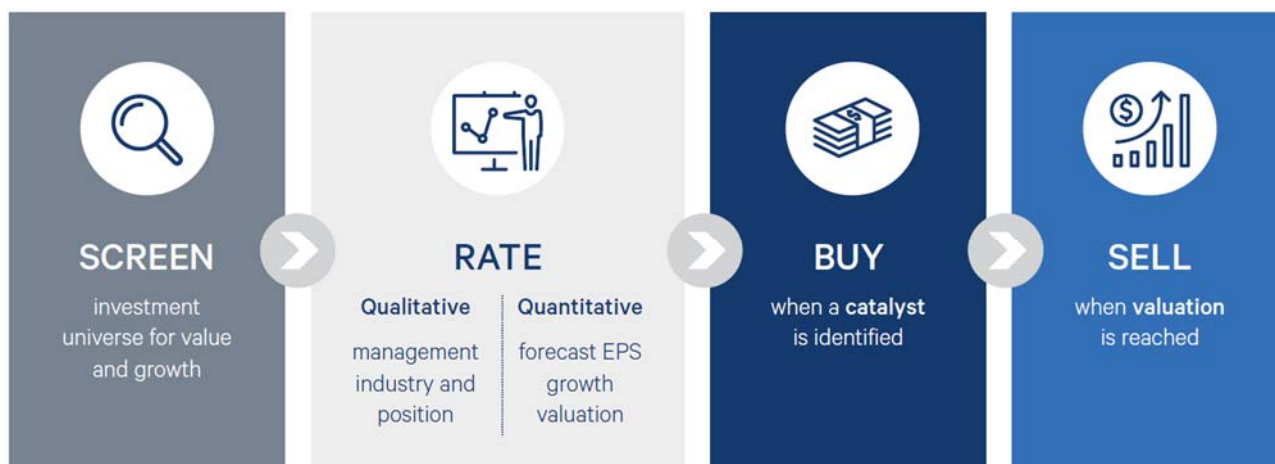 SCREEN
investment
universe for value
and growth
RATE
Qualitative
management
industry and
position
Quantitative
forecast EPS
growth
valuation
BUY
when a catalyst
is identified
SELL
when valuation
is reached
$
$